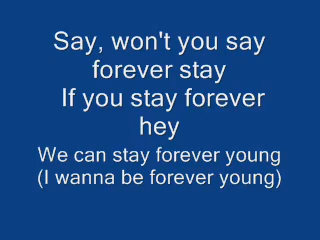 Say, won't you say
forever stay
If you stay forever
hey
We can stay forever young
(I wanna be forever young)